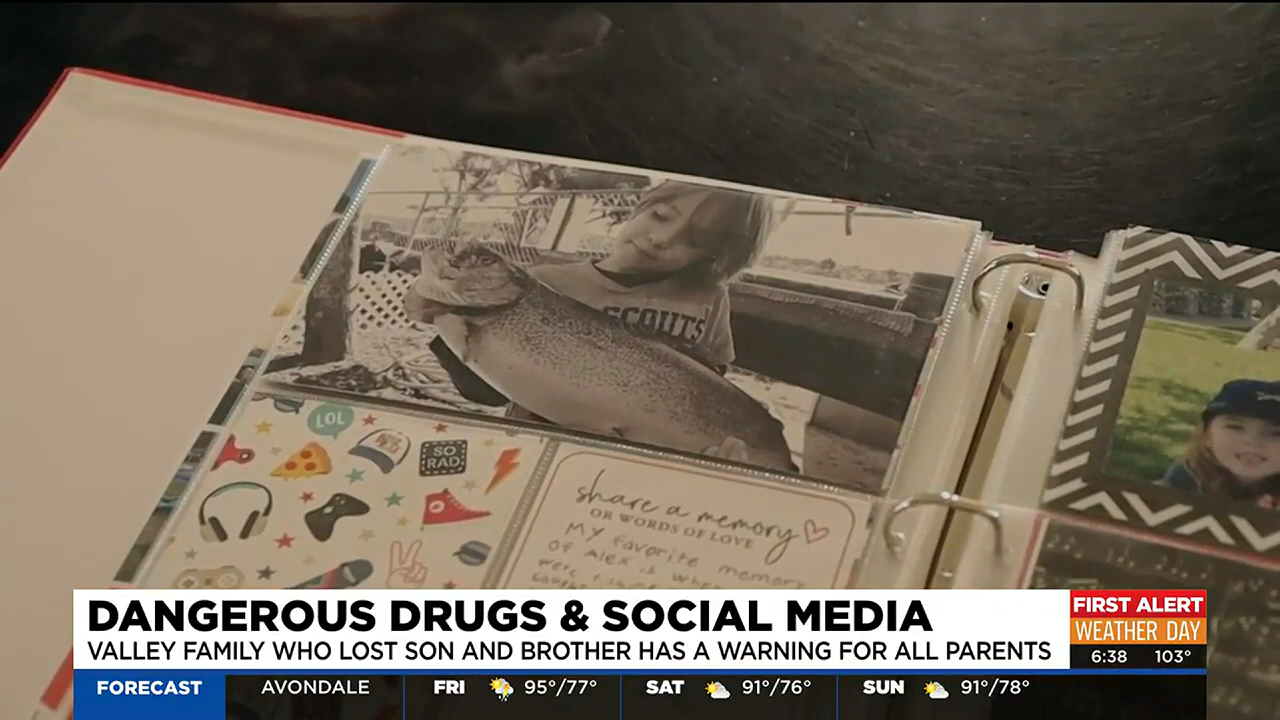 SCOUTS
LOL
SO
RAD
share a memory
OR WORDS OF LOVE
My favorite memory
of Alex is when
DANGEROUS DRUGS & SOCIAL MEDIA
VALLEY FAMILY WHO LOST SON AND BROTHER HAS A WARNING FOR ALL PARENTS
FIRST ALERT
WEATHER DAY
6:38 103°
FORECAST AVONDALE FRI 95°/77° SAT 91°/76° SUN 91°/78°